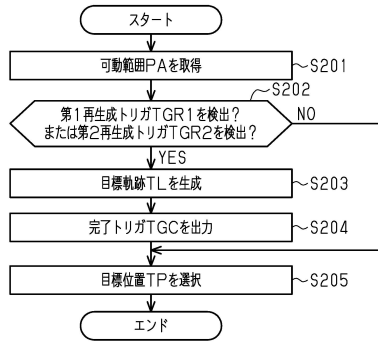 スタート
可動範囲PAを取得
S201
S202
第1再生成トリガTGR1を検出?
または第2再生成トリガTGR2を検出?
NO
YES
目標軌跡TLを生成
S203
完了トリガTGCを出力
S204
目標位置TPを選択
S205
エンド